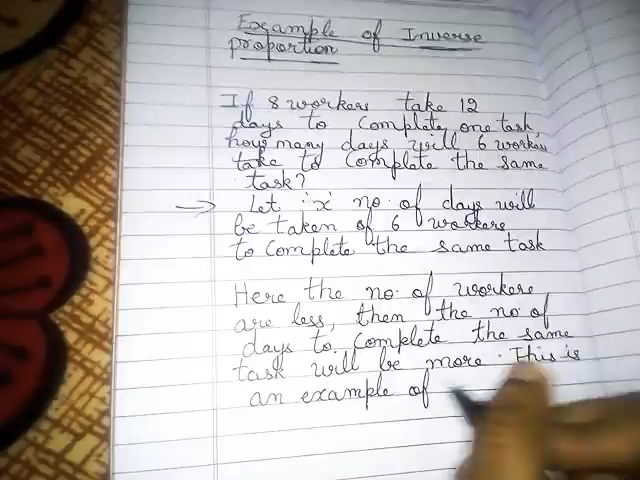 Example of Inverse
proportion
If 8 workers take 12
days to complete one task,
how many days will 6 workers
take to complete the same
task?
→ Let 'x' no. of days will
be taken of 6 workers
to complete the same task
Here the no. of workers
are less, then the no of
days to complete the same
task will be more. This is
an example of